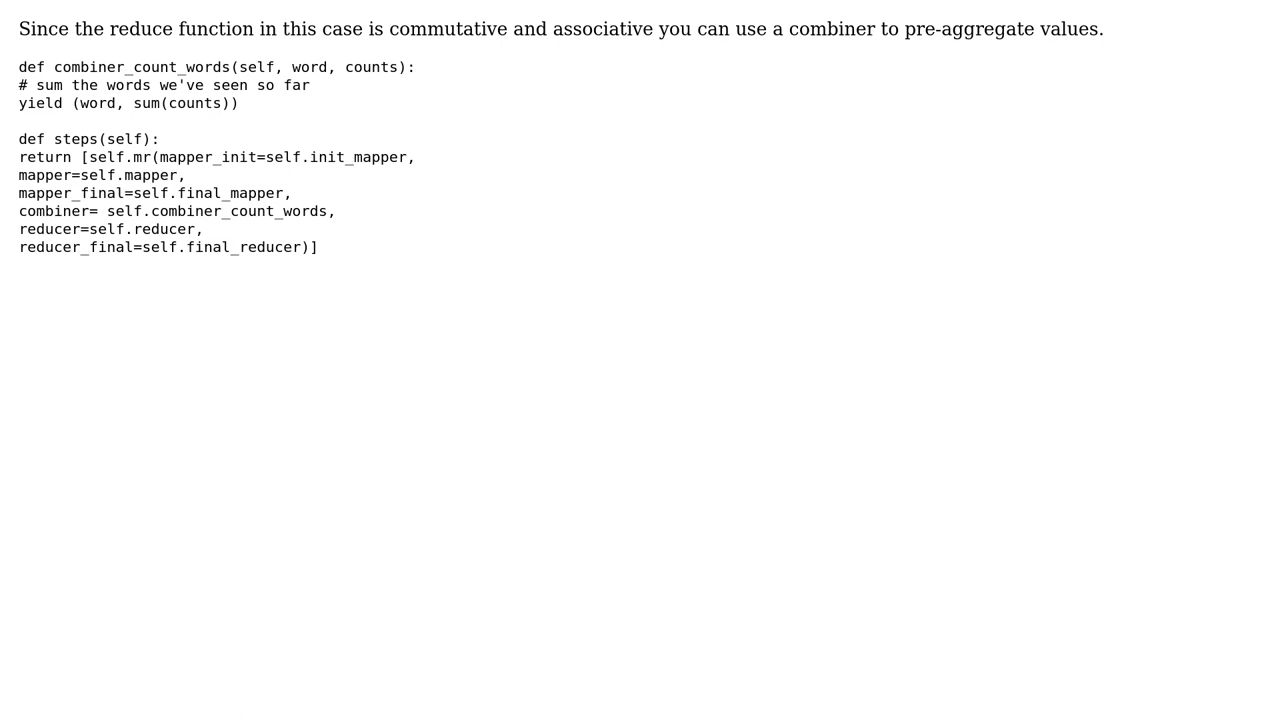 Since the reduce function in this case is commutative and associative you can use a combiner to pre-aggregate values.
def combiner_count_words(self, word, counts):
# sum the words we've seen so far
yield (word, sum(counts))
def steps(self):
return [self.mr(mapper_init=self.init_mapper,
mapper=self.mapper,
mapper_final=self.final_mapper,
combiner= self.combiner_count_words,
reducer=self.reducer,
reducer_final=self.final_reducer)]